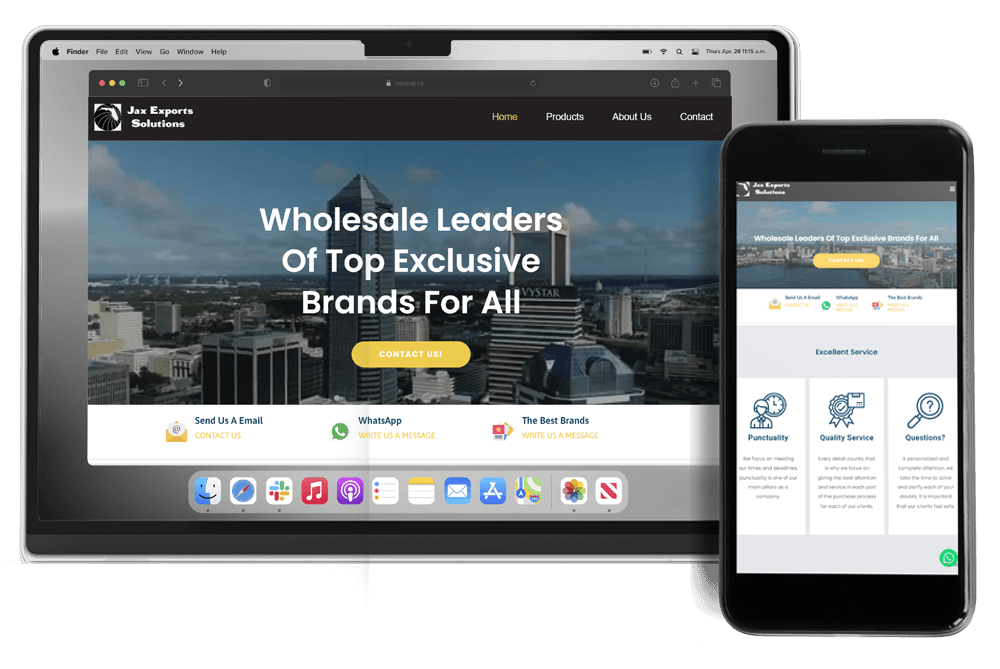 Finder File Edit View Go Window Help
Thurs Apr. 28 11:15 a.m.
mockup.co
Jax Exports
Solutions
Home Products About Us Contact
Wholesale Leaders
Of Top Exclusive
Brands For All
VYSTAR
CONTACT US!
Send Us A Email
CONTACT US
WhatsApp
WRITE US A MESSAGE
The Best Brands
WRITE US A MESSAGE
Jax Exports
Solutions
Wholesale Leaders Of Top Exclusive Brands For All
CONTACT US!
Send Us A Email
CONTACT US
WhatsApp
WRITE US A
MESSAGE
The Best Brands
WRITE US A
MESSAGE
Excellent Service
Punctuality
We focus on meeting
our times and deadlines,
punctuality is one of our
main pillars as a
company.
Quality Service
Every detail counts, that
is why we focus on
giving the best attention
and service in each part
of the purchase process
for each of our clients.
Questions?
A personalized and
complete attention, we
take the time to solve
and clarify each of your
doubts, it is important
that our clients feel safe.